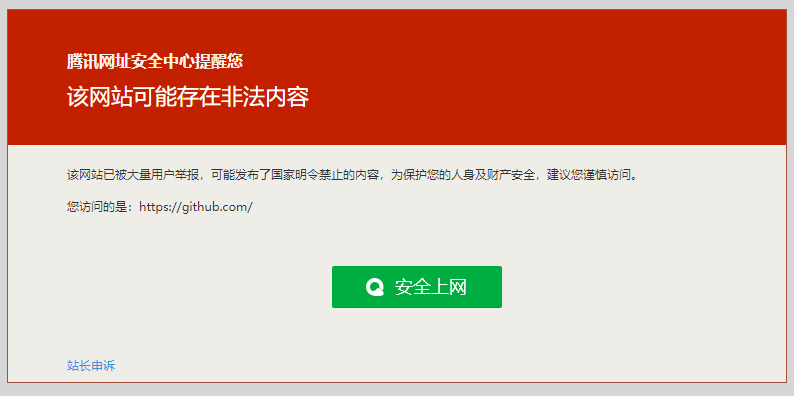 腾讯网址安全中心提醒您
该网站可能存在非法内容
该网站已被大量用户举报，可能发布了国家明令禁止的内容，为保护您的人身及财产安全，建议您谨慎访问。
您访问的是：https://github.com/
安全上网
站长申诉